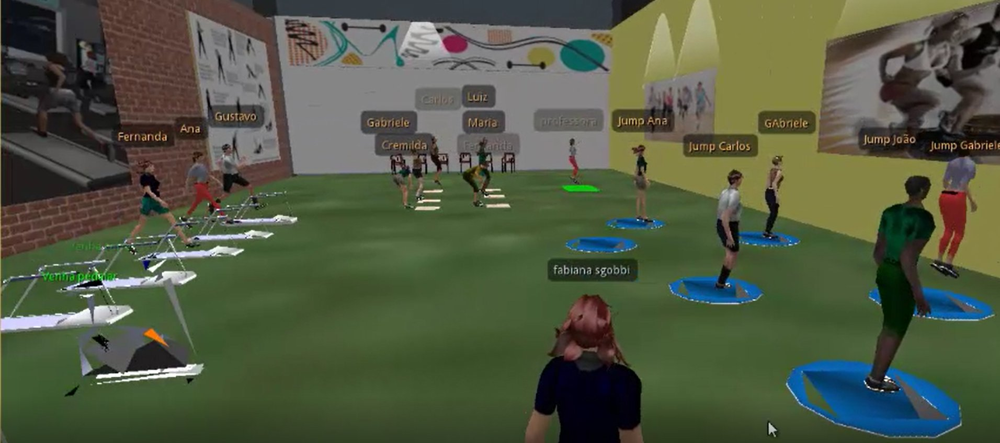 Carlos
Luiz
Gustavo
Gabriele
Maria
professora
Jump Ana
GAbriele
Ana
Fernanda
Cremilda
Fernanda
Jump Carlos
Jump João
Jump Gabriele
fabiana sgobbi
Venha pedalar